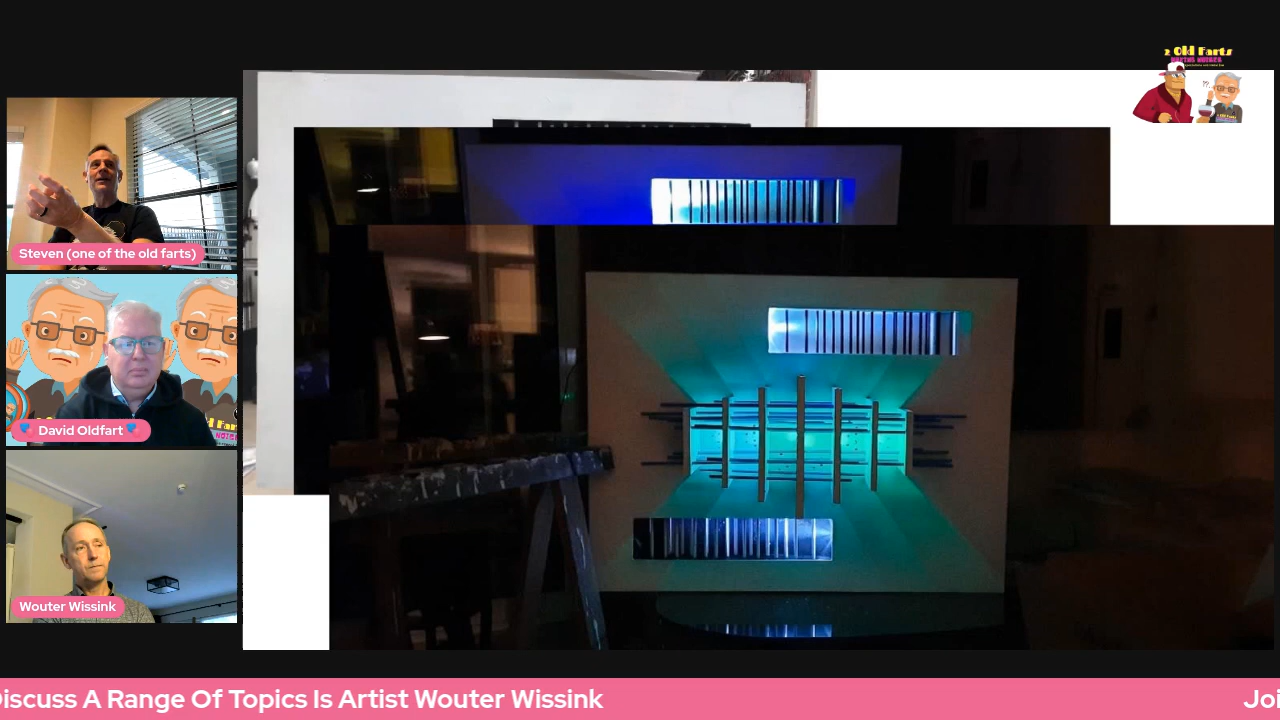 2 Old Farts
Steven (one of the old farts)
David Oldfart
Wouter Wissink
iscuss A Range Of Topics Is Artist Wouter Wissink
Joi